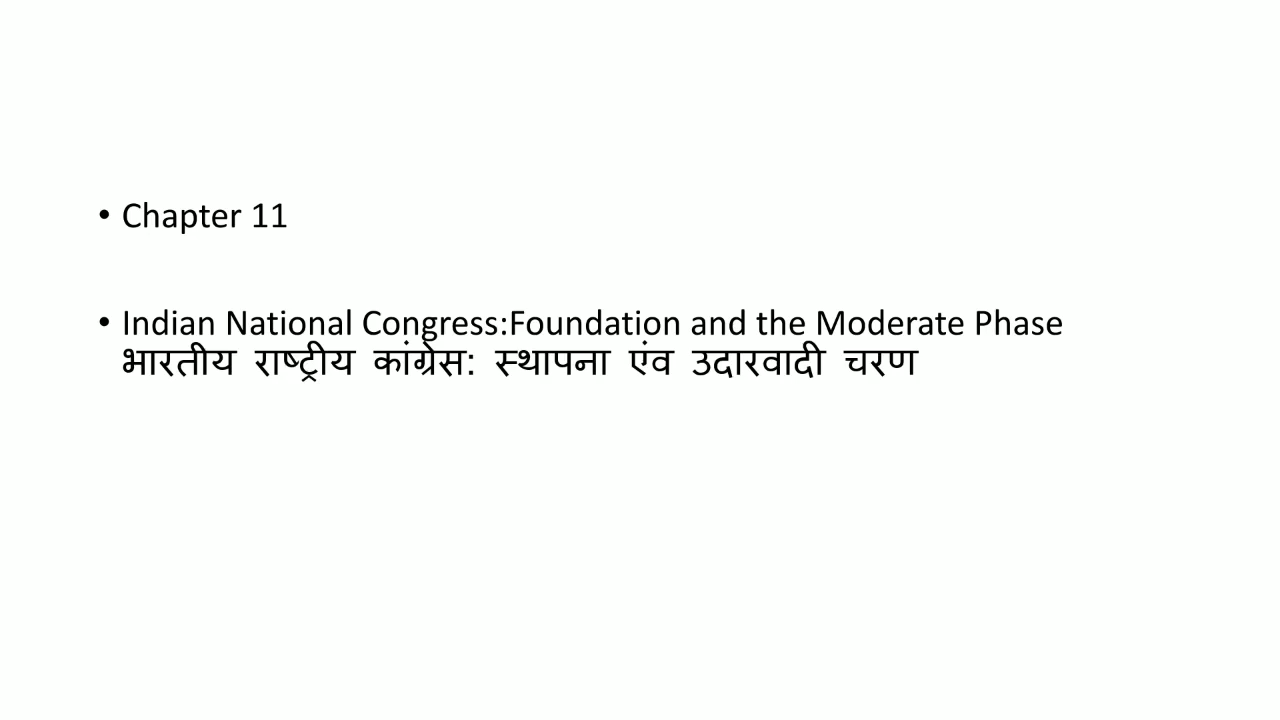 • Chapter 11
• Indian National Congress:Foundation and the Moderate Phase
भारतीय राष्ट्रीय कांग्रेस: स्थापना एंव उदारवादी चरण